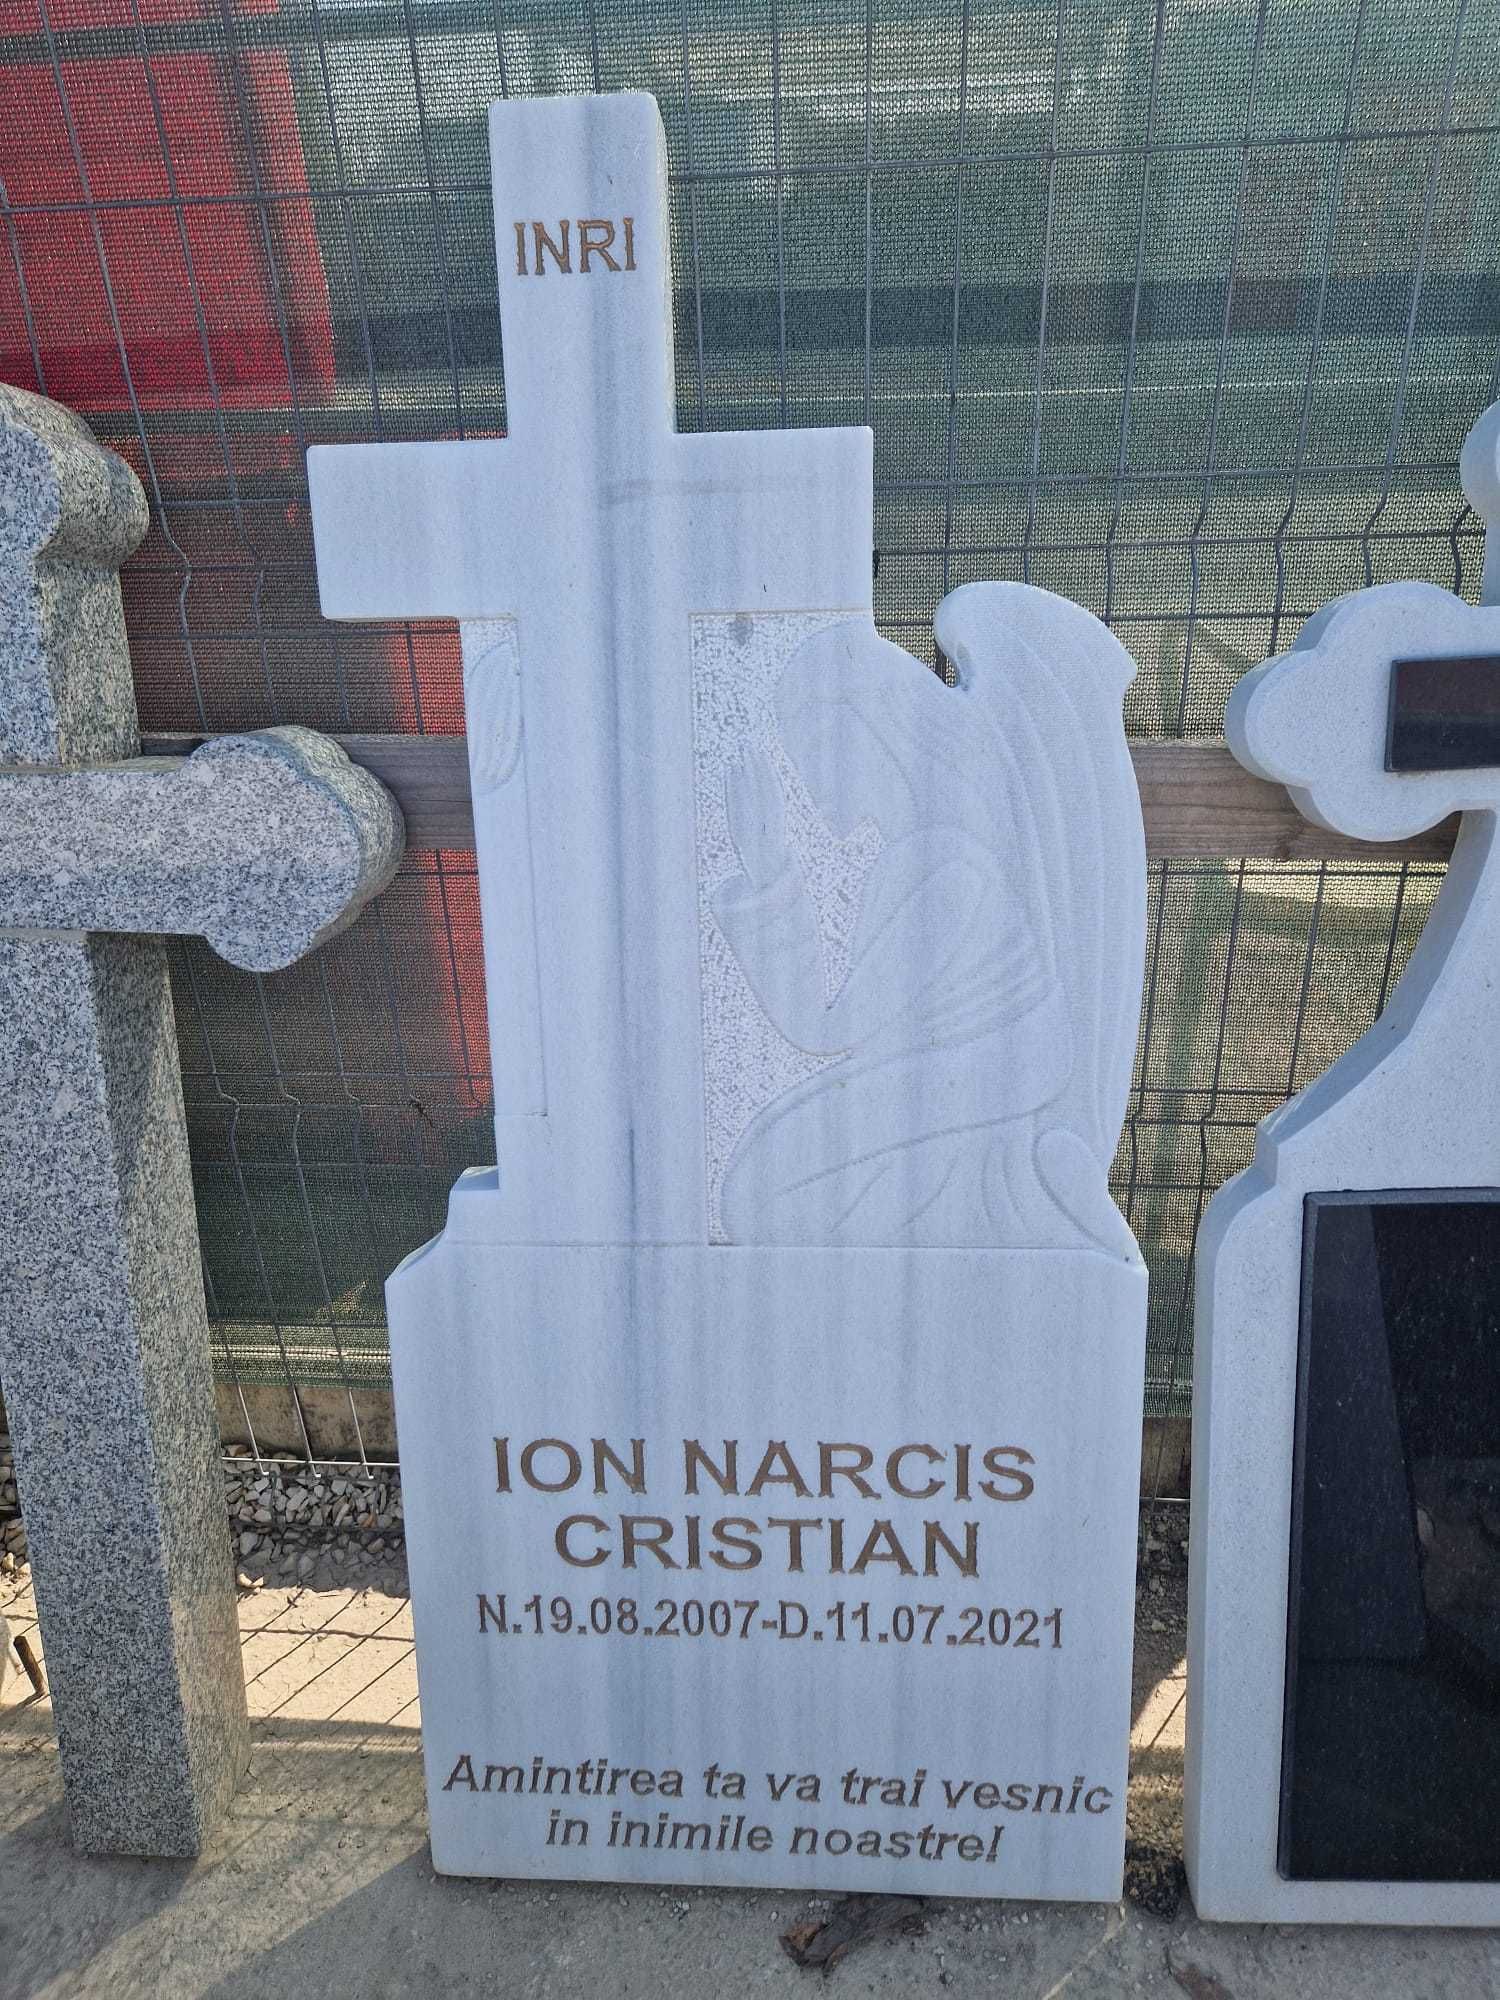 INRI
ION NARCIS
CRISTIAN
N.19.08.2007-D.11.07.2021
Amintirea ta va trai vesnic
in inimile noastre!